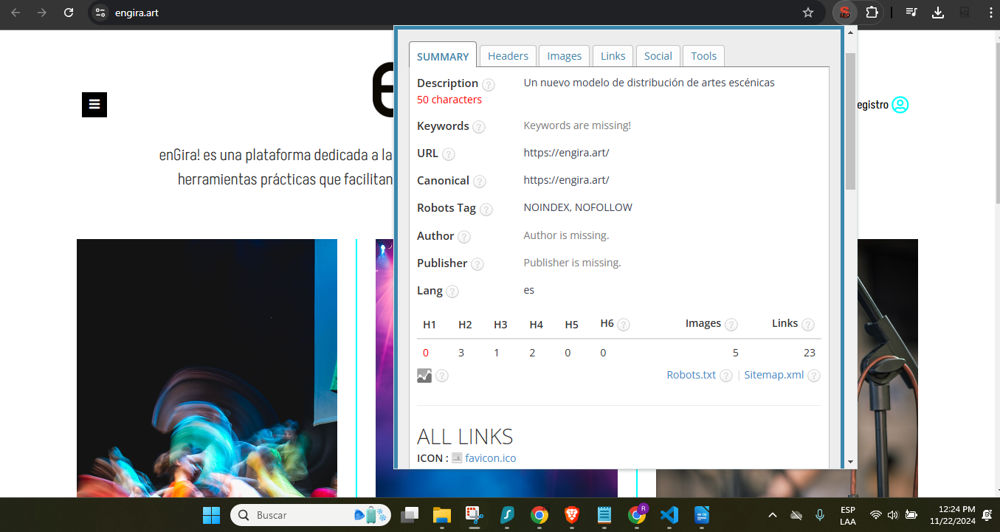 engira.art
SEO
SUMMARY
Headers
Images
Links
Social
Tools
Description
50 characters
Un nuevo modelo de distribución de artes escénicas
Keywords
Keywords are missing!
URL
https://engira.art/
Canonical
https://engira.art/
Robots Tag
NOINDEX, NOFOLLOW
Author
Author is missing.
Publisher
Publisher is missing.
Lang
es
H1 H2 H3 H4 H5 H6 Images Links
0 3 1 2 0 0 5 23
Robots.txt | Sitemap.xml
ALL LINKS
ICON : favicon.ico
e
egistro
enGira! es una plataforma dedicada a la
herramientas prácticas que facilitan
Buscar
R
ESP
LAA
12:24 PM
11/22/2024